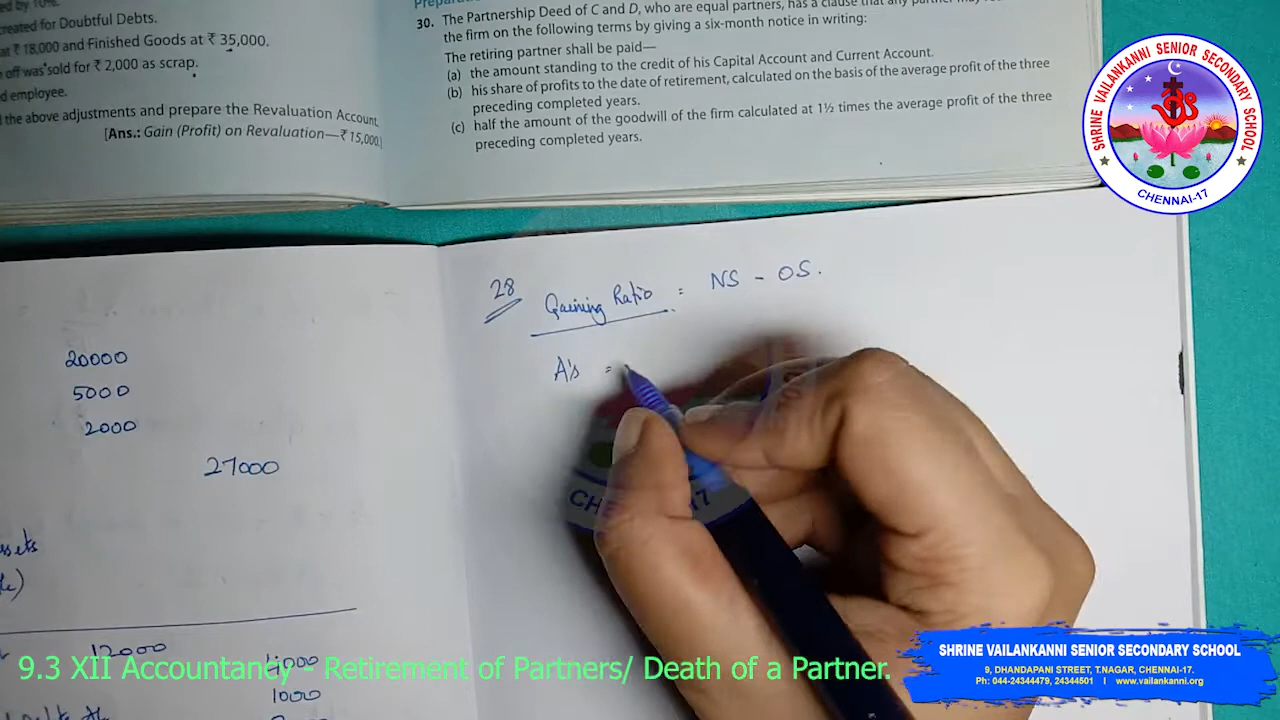 ed by 10%.
created for Doubtful Debts.
at ₹ 18,000 and Finished Goods at ₹ 35,000.
off was sold for ₹ 2,000 as scrap.
d employee.
the above adjustments and prepare the Revaluation Account.
[Ans.: Gain (Profit) on Revaluation—₹ 15,000.]
30. The Partnership Deed of C and D, who are equal partners, has a clause that any partner may
the firm on the following terms by giving a six-month notice in writing:
The retiring partner shall be paid—
(a) the amount standing to the credit of his Capital Account and Current Account.
(b) his share of profits to the date of retirement, calculated on the basis of the average profit of the three
preceding completed years.
(c) half the amount of the goodwill of the firm calculated at 1½ times the average profit of the three
preceding completed years.
SHRINE VAILANKANNI SENIOR SECONDARY SCHOOL
CHENNAI-17
20000
5000
2000
27000
12000
1000
28 Gaining Ratio = NS - OS.
A's =
9.3 XII Accountancy - Retirement of Partners/ Death of a Partner.
SHRINE VAILANKANNI SENIOR SECONDARY SCHOOL
9, DHANDAPANI STREET, T.NAGAR, CHENNAI-17.
Ph: 044-24344479, 24344501 I www.vailankanni.org